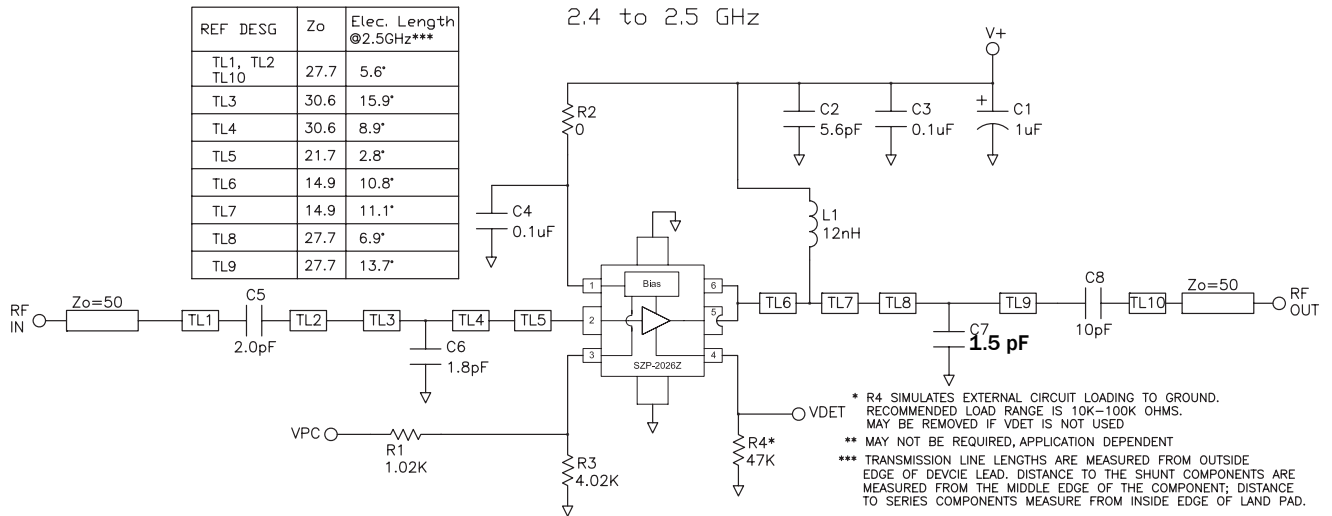 2.4 to 2.5 GHz
REF DESG Zo Elec. Length @2.5GHz***
TL1, TL2 TL10 27.7 5.6°
TL3 30.6 15.9°
TL4 30.6 8.9°
TL5 21.7 2.8°
TL6 14.9 10.8°
TL7 14.9 11.1°
TL8 27.7 6.9°
TL9 27.7 13.7°
V+
R2
0
C2
5.6pF
C3
0.1uF
+
C1
1uF
C4
0.1uF
L1
12nH
Bias
1
2
3
4
5
6
SZP-2026Z
RF IN
Zo=50
TL1
C5
2.0pF
TL2
TL3
C6
1.8pF
TL4
TL5
TL6
TL7
TL8
C7
1.5 pF
TL9
C8
10pF
TL10
Zo=50
RF OUT
VPC
R1
1.02K
R3
4.02K
VDET
R4*
47K
* R4 SIMULATES EXTERNAL CIRCUIT LOADING TO GROUND.
RECOMMENDED LOAD RANGE IS 10K-100K OHMS.
MAY BE REMOVED IF VDET IS NOT USED
** MAY NOT BE REQUIRED, APPLICATION DEPENDENT
*** TRANSMISSION LINE LENGTHS ARE MEASURED FROM OUTSIDE
EDGE OF DEVCIE LEAD. DISTANCE TO THE SHUNT COMPONENTS ARE
MEASURED FROM THE MIDDLE EDGE OF THE COMPONENT; DISTANCE
TO SERIES COMPONENTS MEASURE FROM INSIDE EDGE OF LAND PAD.